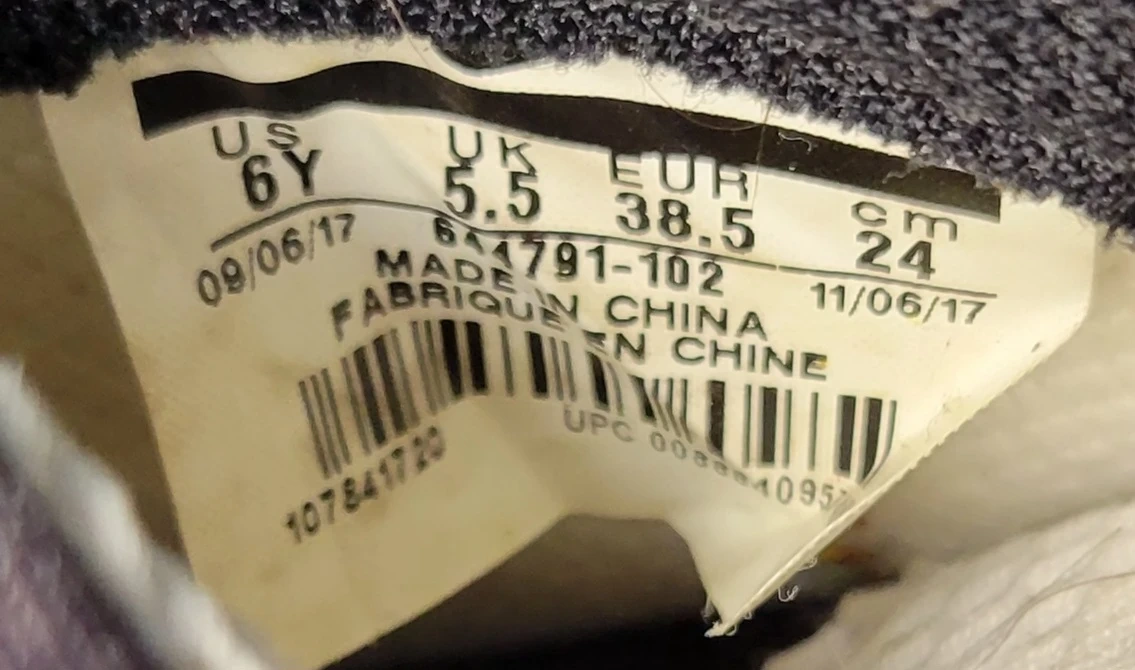 US UK EUR cm
6Y 5.5 38.5 24
09/06/17 11/06/17
MADE IN CHINA
FABRIQUE EN CHINE
UPC
107841720